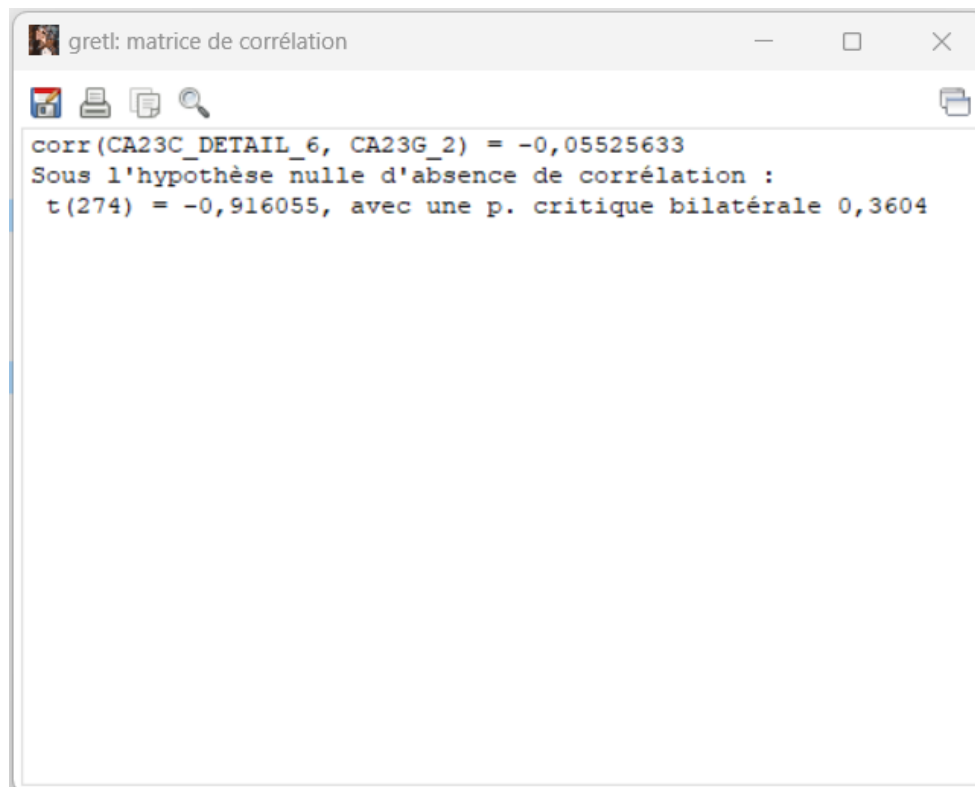 gretl: matrice de corrélation
corr(CA23C_DETAIL_6, CA23G_2) = -0,05525633
Sous l'hypothèse nulle d'absence de corrélation :
t(274) = -0,916055, avec une p. critique bilatérale 0,3604